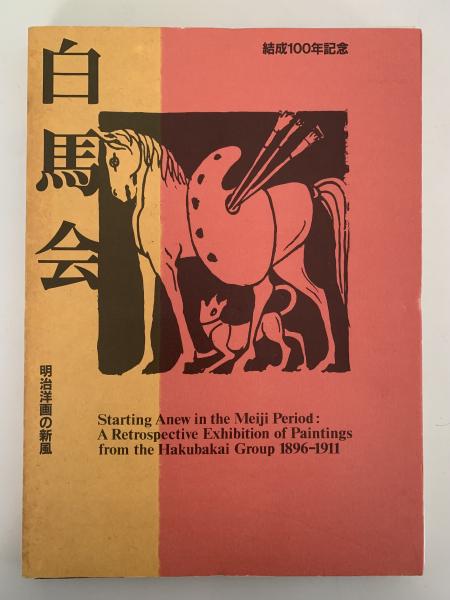 結成100年記念
白馬会
明治洋画の新風
Starting Anew in the Meiji Period:
A Retrospective Exhibition of Paintings
from the Hakubakai Group 1896-1911